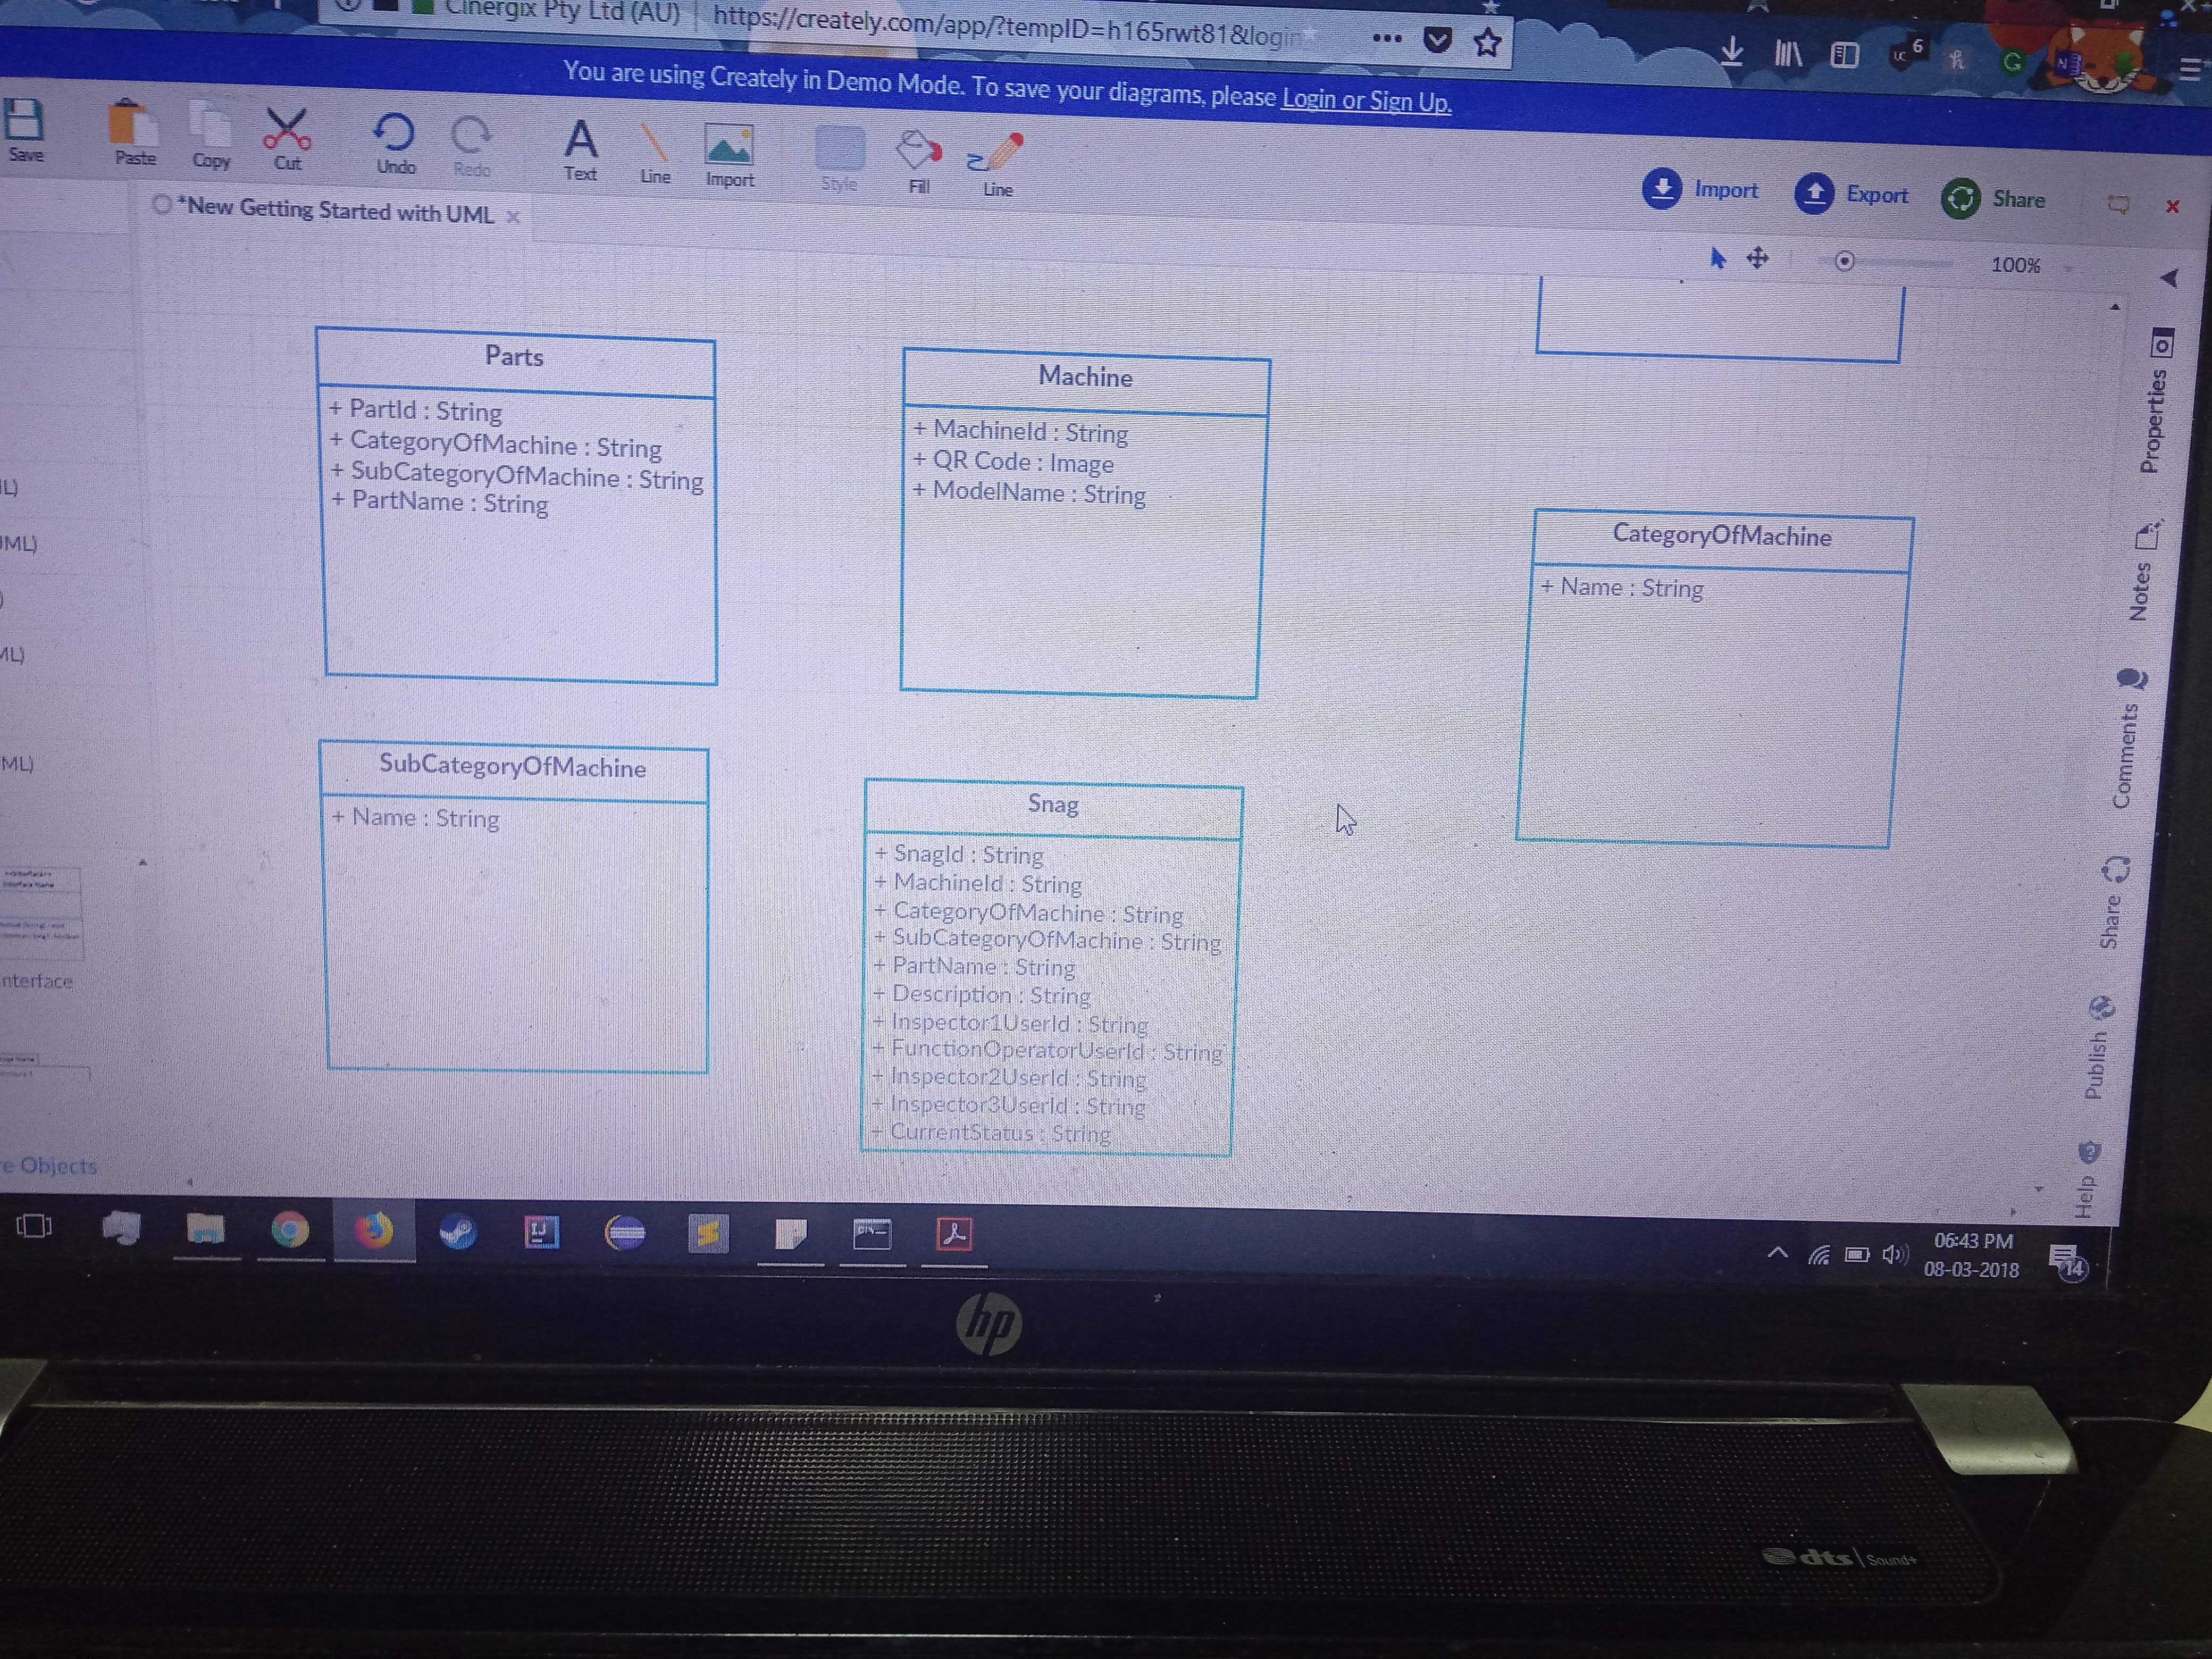 Cinergix Pty Ltd (AU)
https://creately.com/app/?tempID=h165rwt81&login
6
You are using Creately in Demo Mode. To save your diagrams, please Login or Sign Up.
Save
Paste
Copy
Cut
Undo
Redo
Text
Line
Import
Style
Fill
Line
Import
Export
Share
*New Getting Started with UML
100%
Parts
+ PartId : String
+ CategoryOfMachine : String
+ SubCategoryOfMachine : String
+ PartName : String
Machine
+ MachineId : String
+ QR Code : Image
+ ModelName : String
CategoryOfMachine
+ Name : String
SubCategoryOfMachine
+ Name : String
Snag
+ SnagId : String
+ MachineId : String
+ CategoryOfMachine : String
+ SubCategoryOfMachine : String
+ PartName : String
+ Description : String
+ Inspector1UserId : String
+ FunctionOperatorUserId : String
+ Inspector2UserId : String
+ Inspector3UserId : String
+ CurrentStatus : String
Properties
Notes
Comments
Share
Publish
Help
L)
ML)
)
ML)
ML)
nterface
e Objects
06:43 PM
08-03-2018
14
hp
dts Sound+